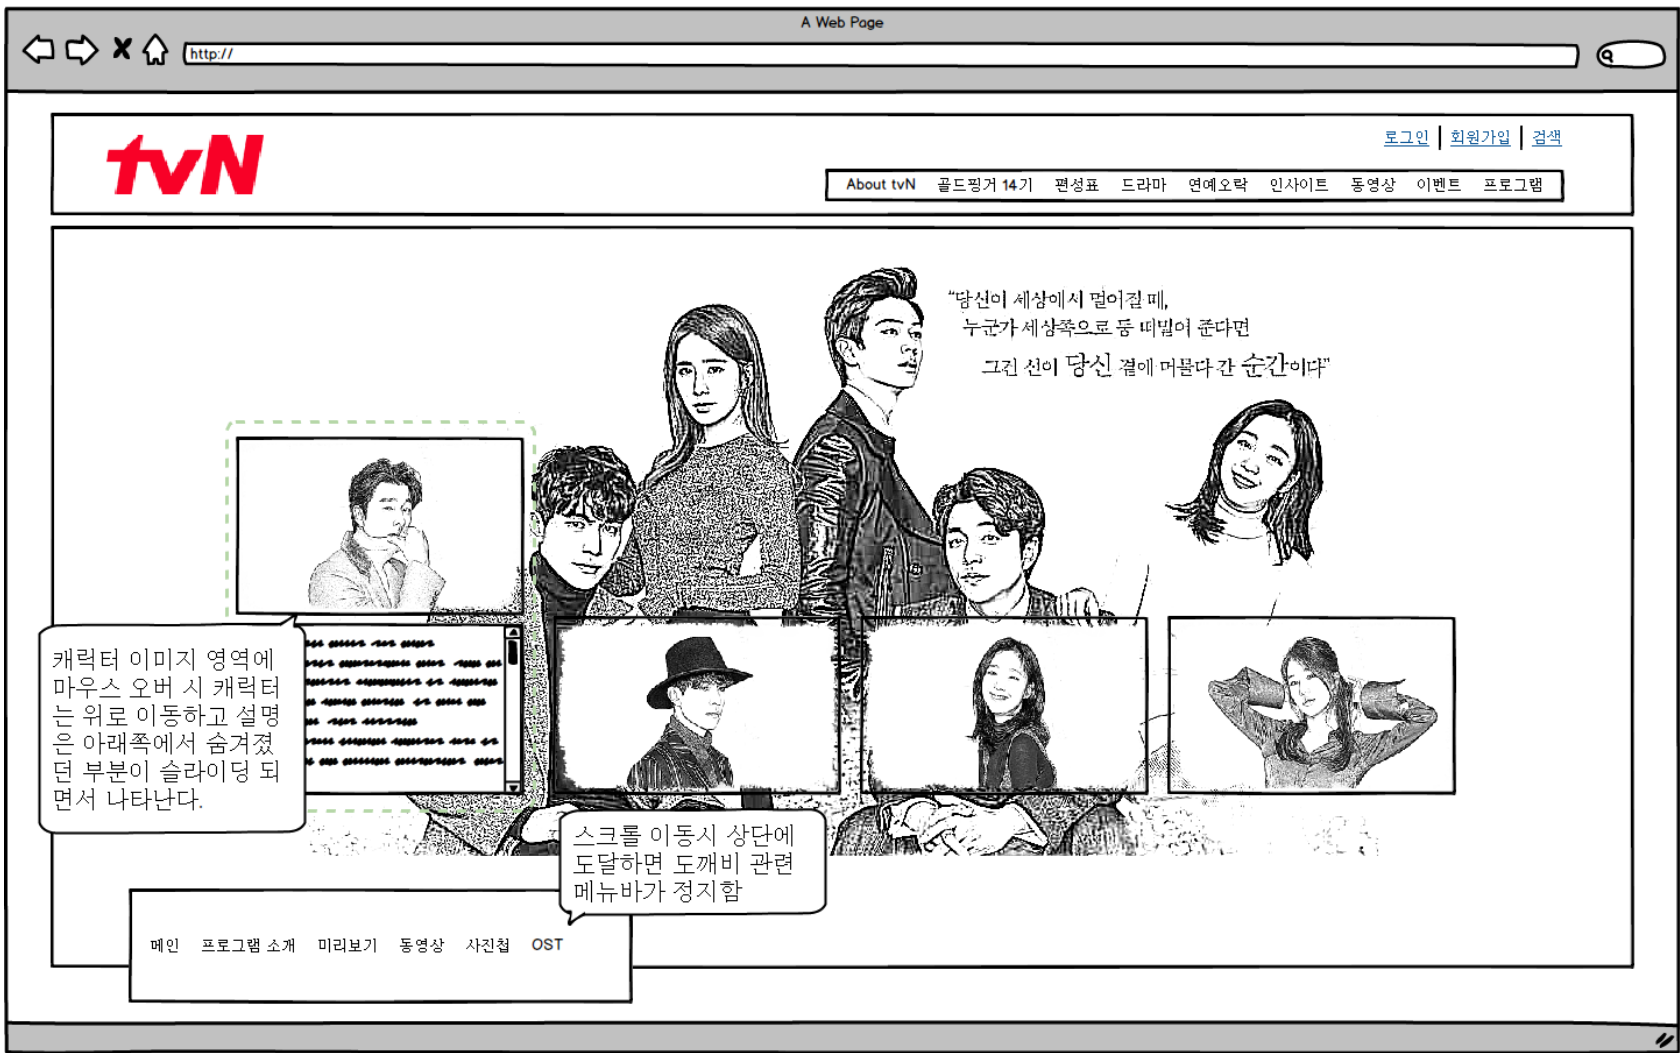 A Web Page
http://
tvN
로그인 | 회원가입 | 검색
About tvN 골드핑거 14기 편성표 드라마 연예오락 인사이트 동영상 이벤트 프로그램
“당신이 세상에서 멀어질 때,
누군가 세상쪽으로 등 떠밀어 준다면
그건 신이 당신 곁에 머물다 간 순간이다”
캐릭터 이미지 영역에
마우스 오버 시 캐릭터
는 위로 이동하고 설명
은 아래쪽에서 숨겨졌
던 부분이 슬라이딩 되
면서 나타난다.
스크롤 이동시 상단에
도달하면 도깨비 관련
메뉴바가 정지함
메인 프로그램 소개 미리보기 동영상 사진첩 OST